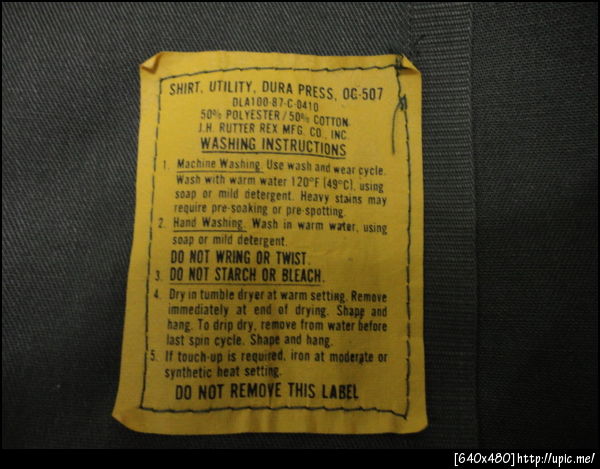 SHIRT, UTILITY, DURA PRESS, OG-507
DLA100-87-C-0410
50% POLYESTER/50% COTTON
J.H. RUTTER REX MFG. CO., INC.
WASHING INSTRUCTIONS
1. Machine Washing. Use wash and wear cycle.
Wash with warm water 120°F (49°C), using
soap or mild detergent. Heavy stains may
require pre-soaking or pre-spotting.
2. Hand Washing. Wash in warm water, using
soap or mild detergent.
DO NOT WRING OR TWIST.
3. DO NOT STARCH OR BLEACH.
4. Dry in tumble dryer at warm setting. Remove
immediately at end of drying. Shape and
hang. To drip dry, remove from water before
last spin cycle. Shape and hang.
5. If touch-up is required, iron at moderate or
synthetic heat setting.
DO NOT REMOVE THIS LABEL
[640x480]http://upic.me/